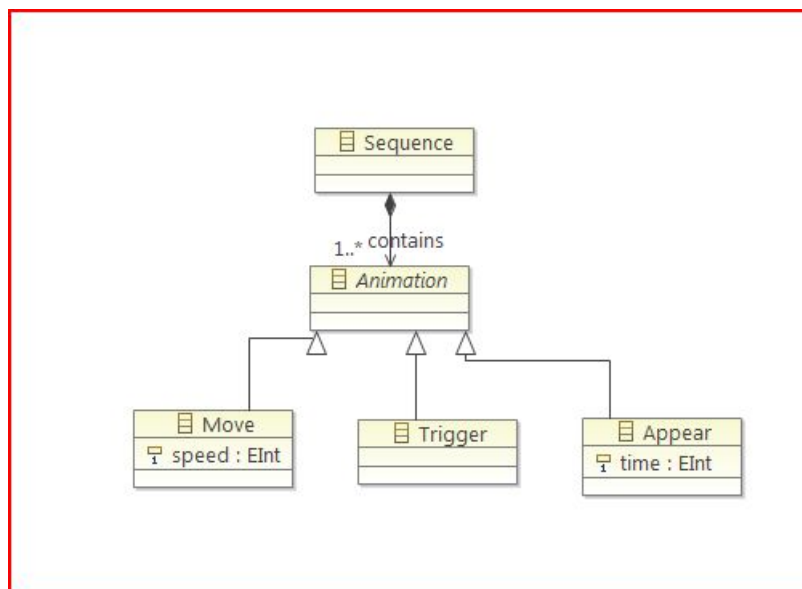 Sequence
1..* contains
Animation
Move
speed : EInt
Trigger
Appear
time : EInt